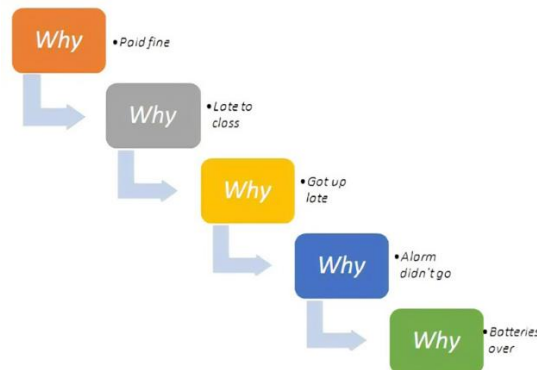 Why
•Paid fine
Why
•Late to
class
Why
•Got up
late
Why
•Alarm
didn't go
Why
•Batteries
over